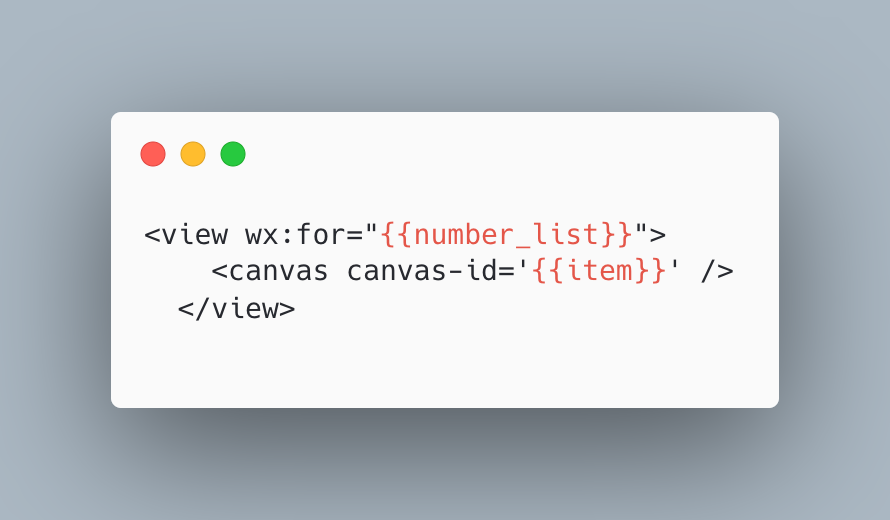 <view wx:for="{{number_list}}">
<canvas canvas-id='{{item}}' />
</view>